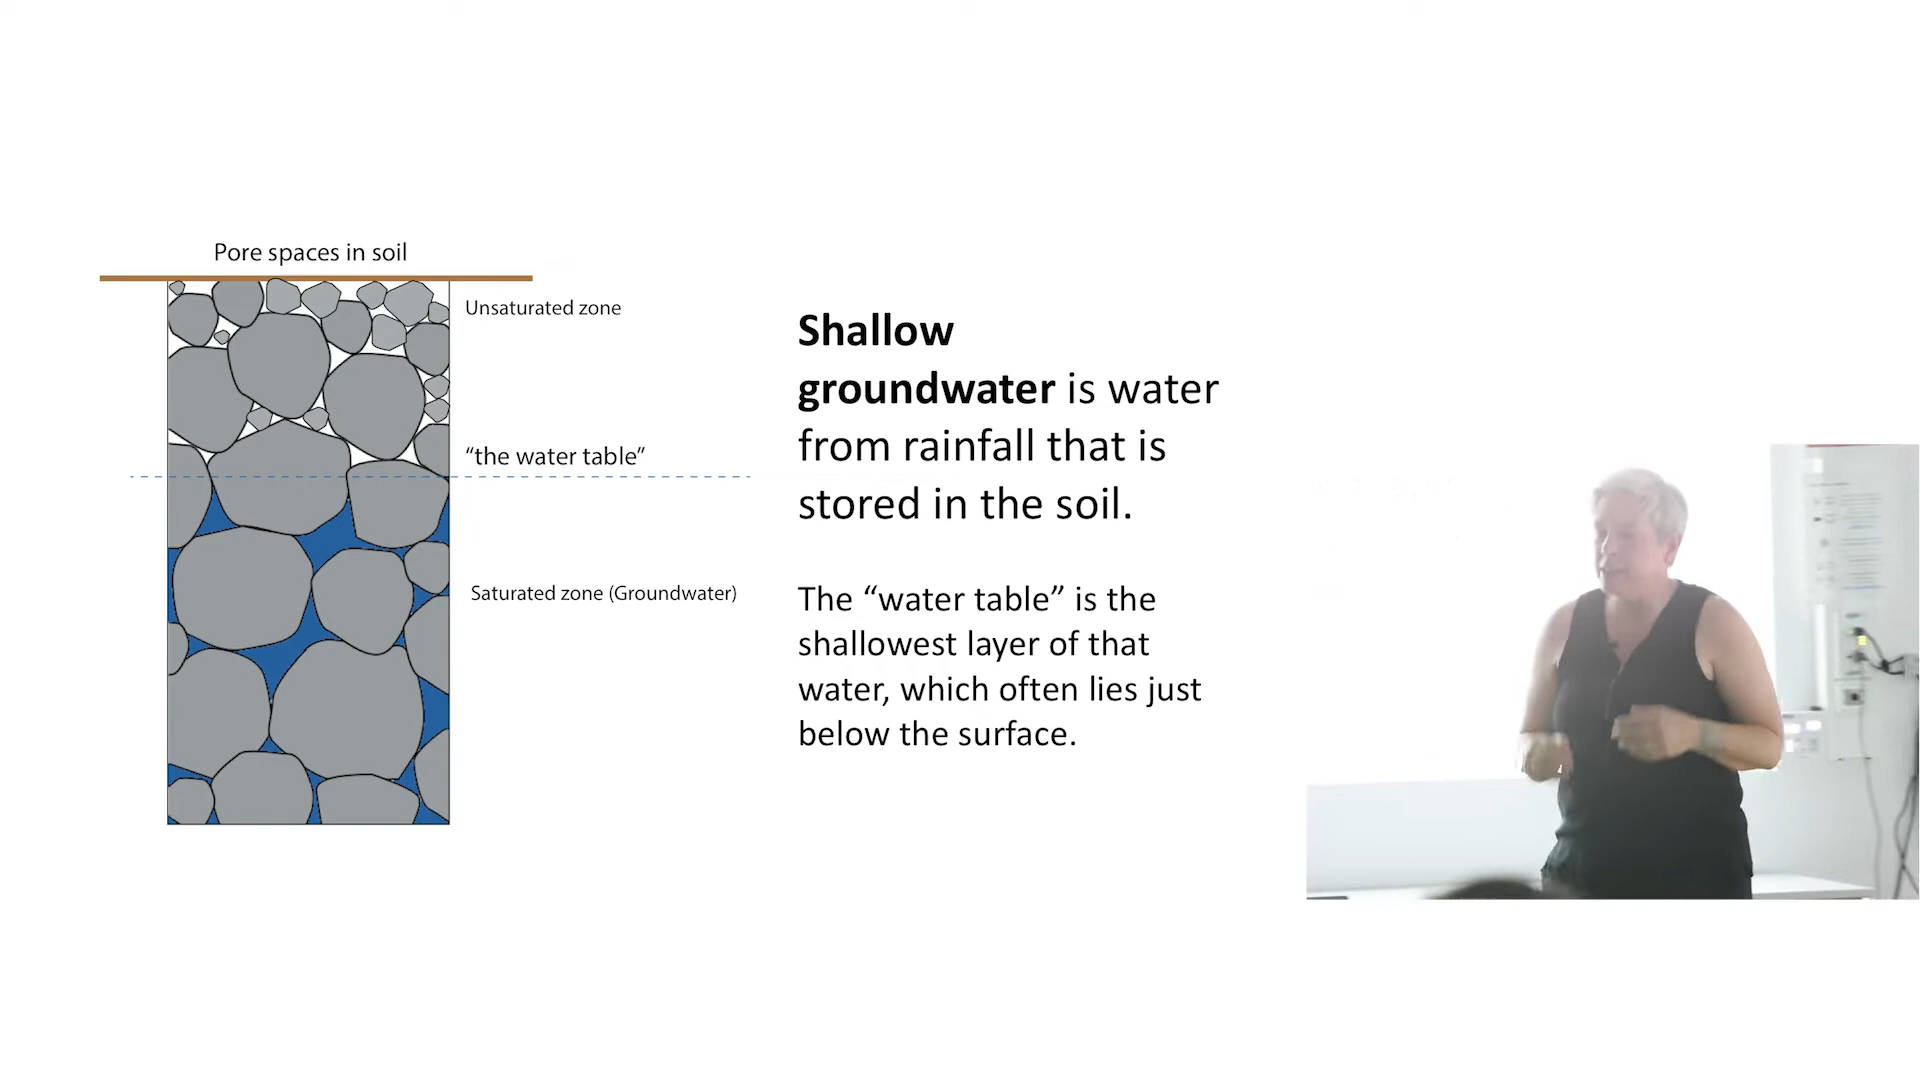 Pore spaces in soil
Unsaturated zone
“the water table”
Saturated zone (Groundwater)
Shallow
groundwater is water
from rainfall that is
stored in the soil.
The “water table” is the
shallowest layer of that
water, which often lies just
below the surface.